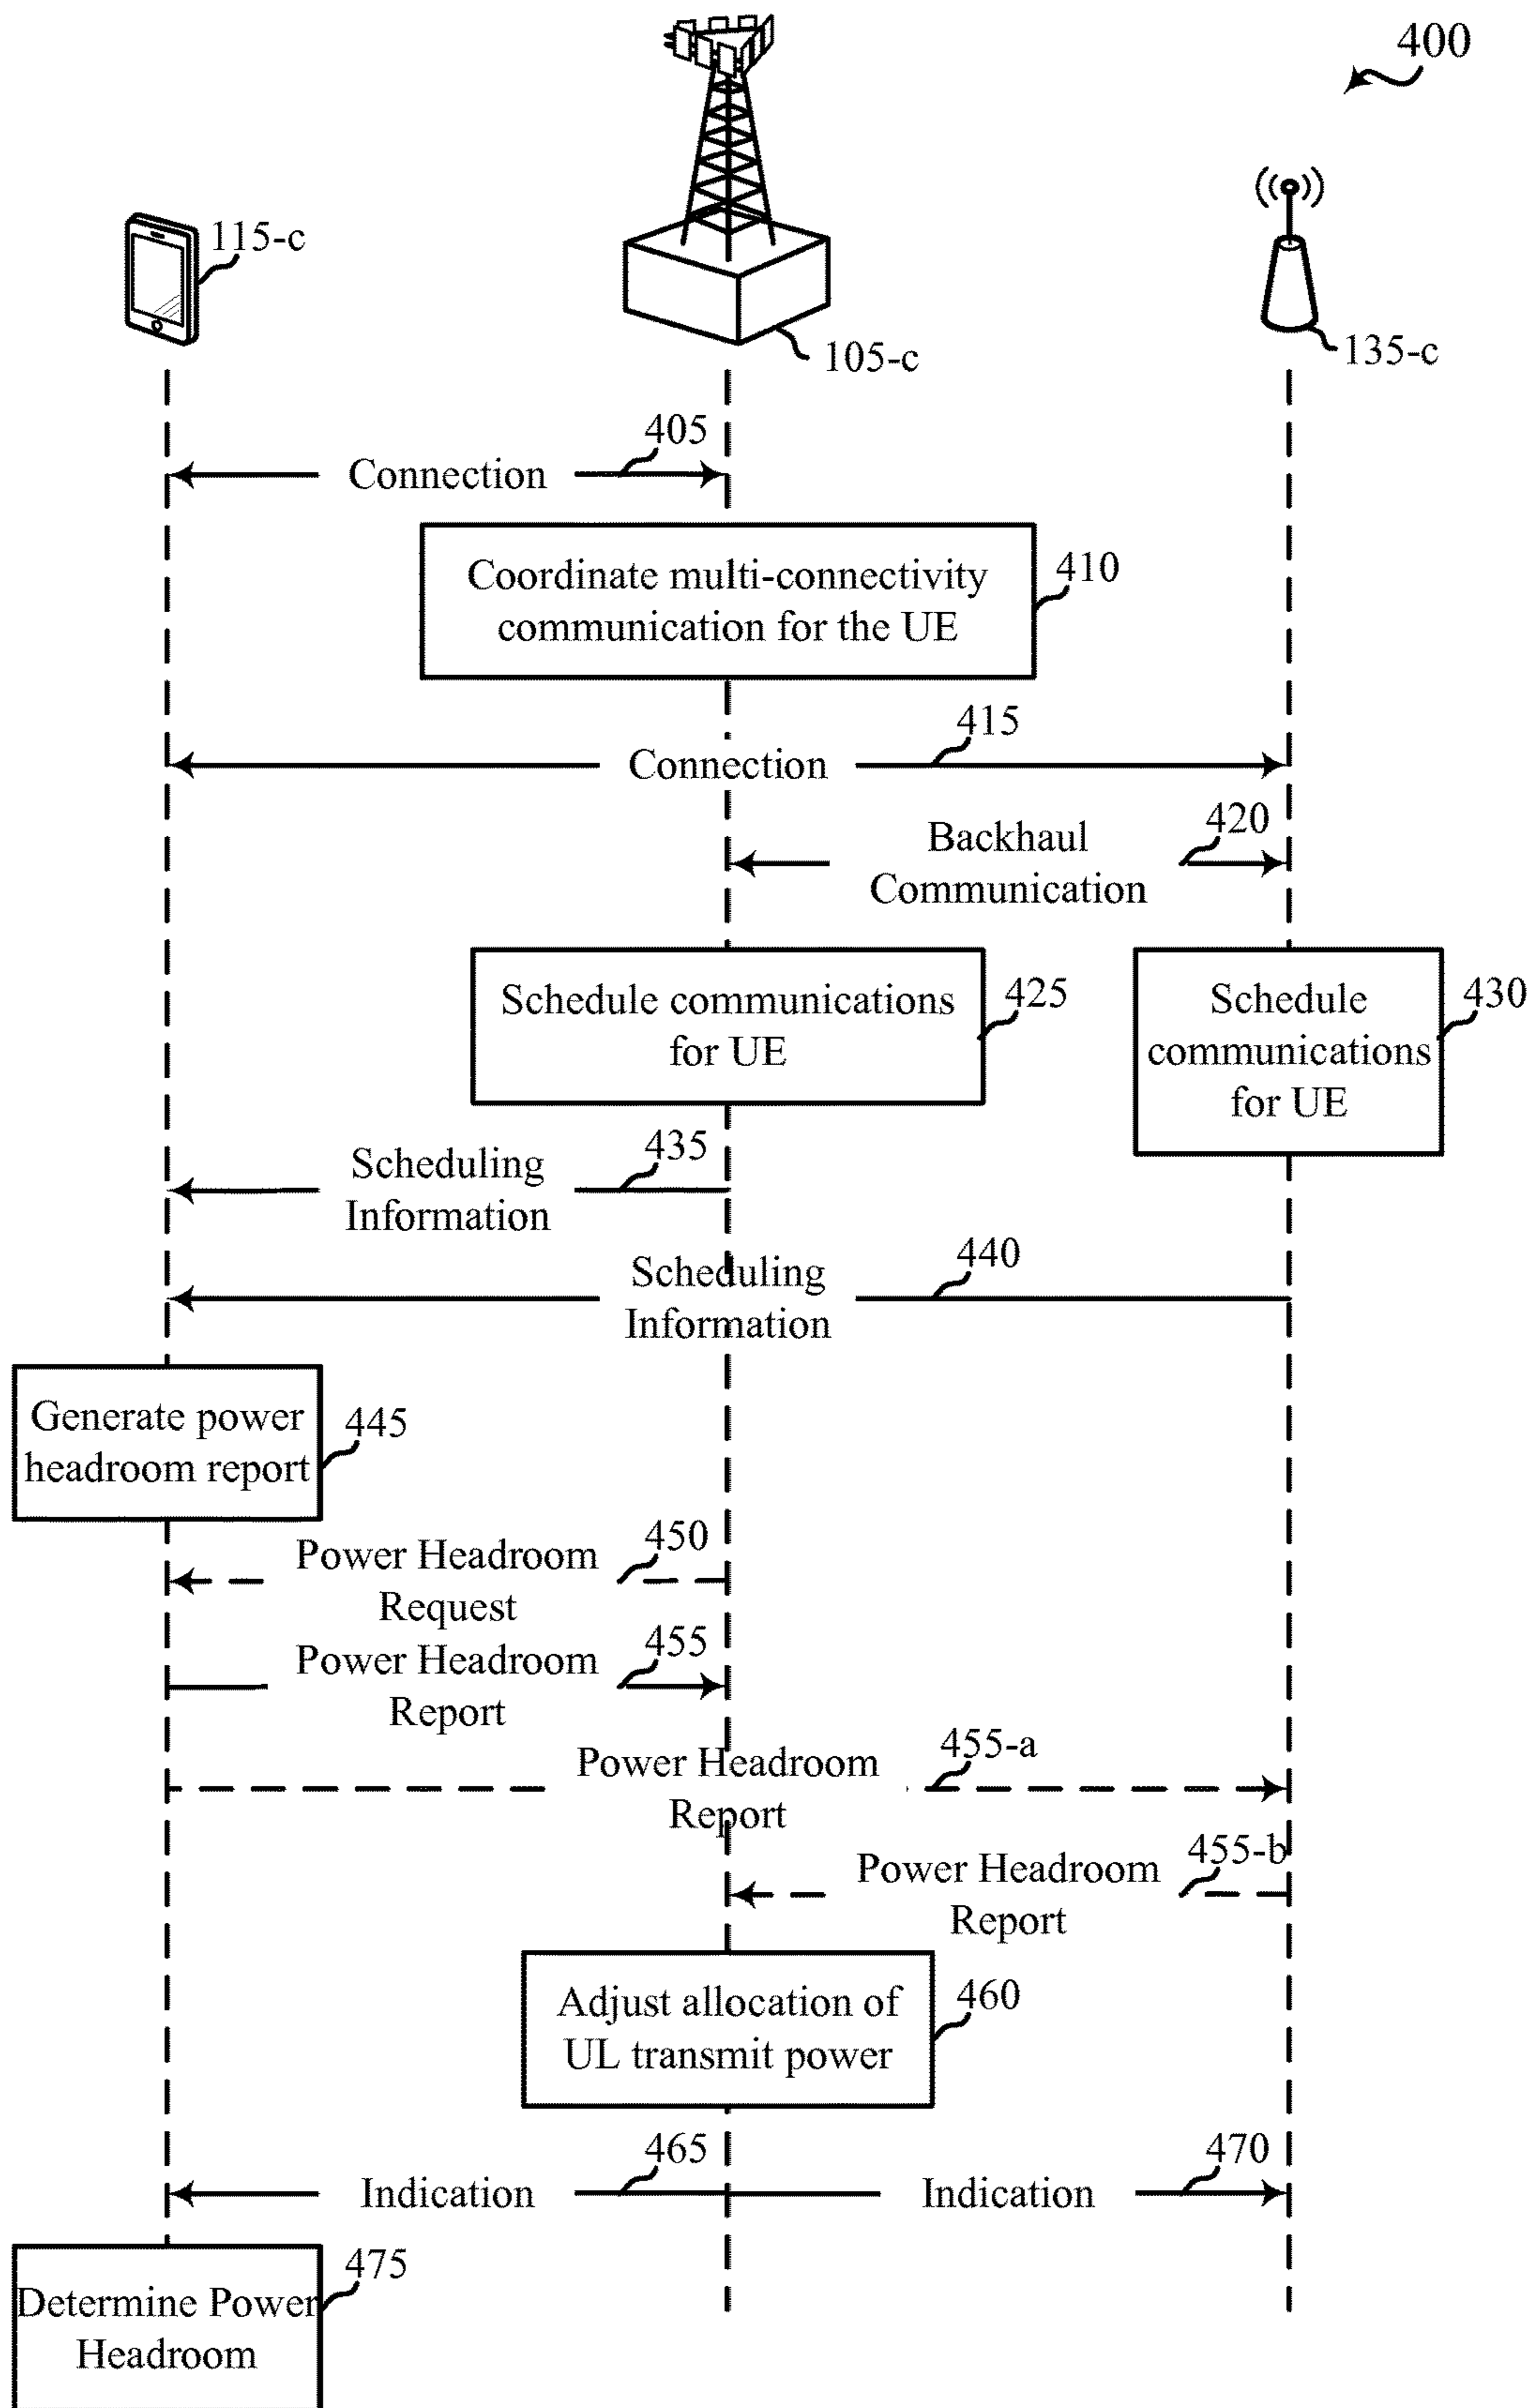 400
115-c
105-c
135-c
405
Connection
Coordinate multi-connectivity
communication for the UE
410
415
Connection
420
Backhaul
Communication
Schedule communications
for UE
425
Schedule
communications
for UE
430
435
Scheduling
Information
440
Scheduling
Information
Generate power
headroom report
445
450
Power Headroom
Request
455
Power Headroom
Report
455-a
Power Headroom
Report
455-b
Power Headroom
Report
Adjust allocation of
UL transmit power
460
465
Indication
470
Indication
475
Determine Power
Headroom